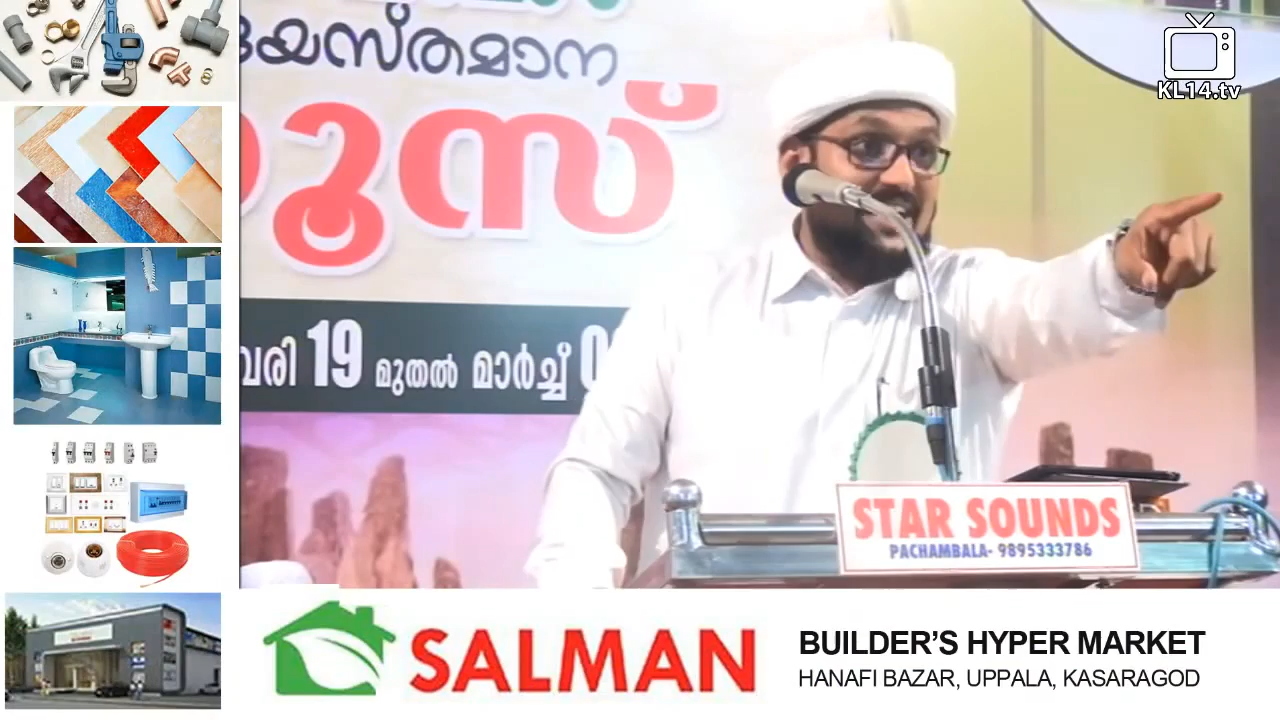 യസ്തമാന
ൂസ്
വരി 19 മുതൽ മാർച്ച് 0
KL14.tv
STAR SOUNDS
PACHAMBALA- 9895333786
SALMAN
BUILDER'S HYPER MARKET
HANAFI BAZAR, UPPALA, KASARAGOD